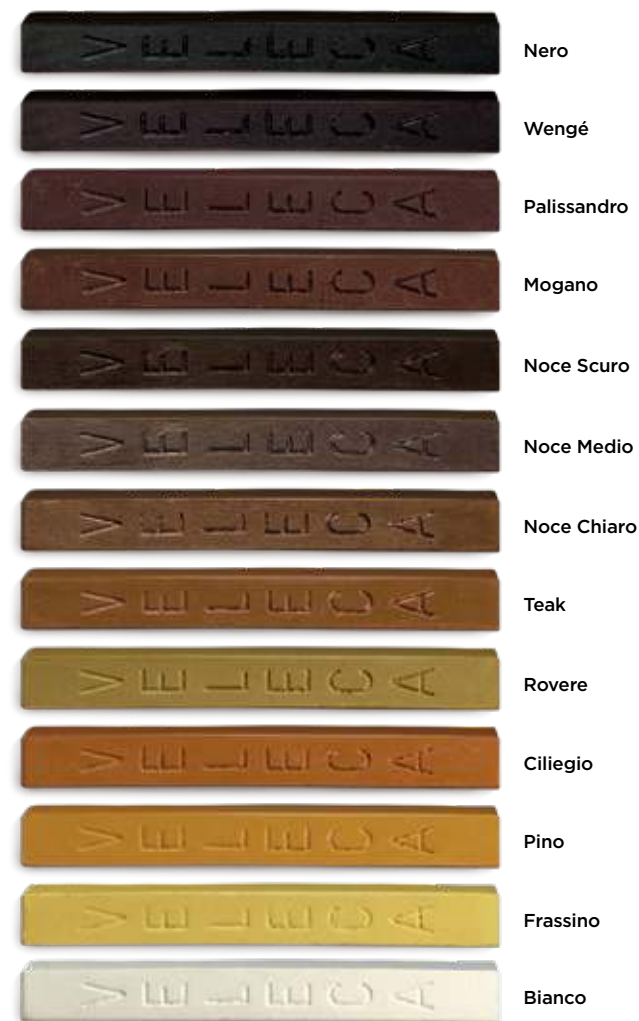 VELECA Nero
VELECA Wengé
VELECA Palissandro
VELECA Mogano
VELECA Noce Scuro
VELECA Noce Medio
VELECA Noce Chiaro
VELECA Teak
VELECA Rovere
VELECA Ciliegio
VELECA Pino
VELECA Frassino
VELECA Bianco